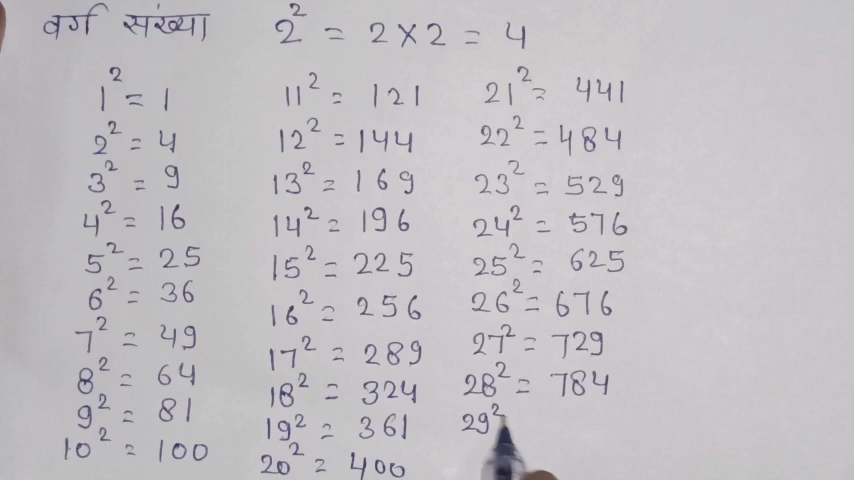 वर्ग संख्या 2² = 2 × 2 = 4
1² = 1
2² = 4
3² = 9
4² = 16
5² = 25
6² = 36
7² = 49
8² = 64
9² = 81
10² = 100
11² = 121
12² = 144
13² = 169
14² = 196
15² = 225
16² = 256
17² = 289
18² = 324
19² = 361
20² = 400
21² = 441
22² = 484
23² = 529
24² = 576
25² = 625
26² = 676
27² = 729
28² = 784
29²